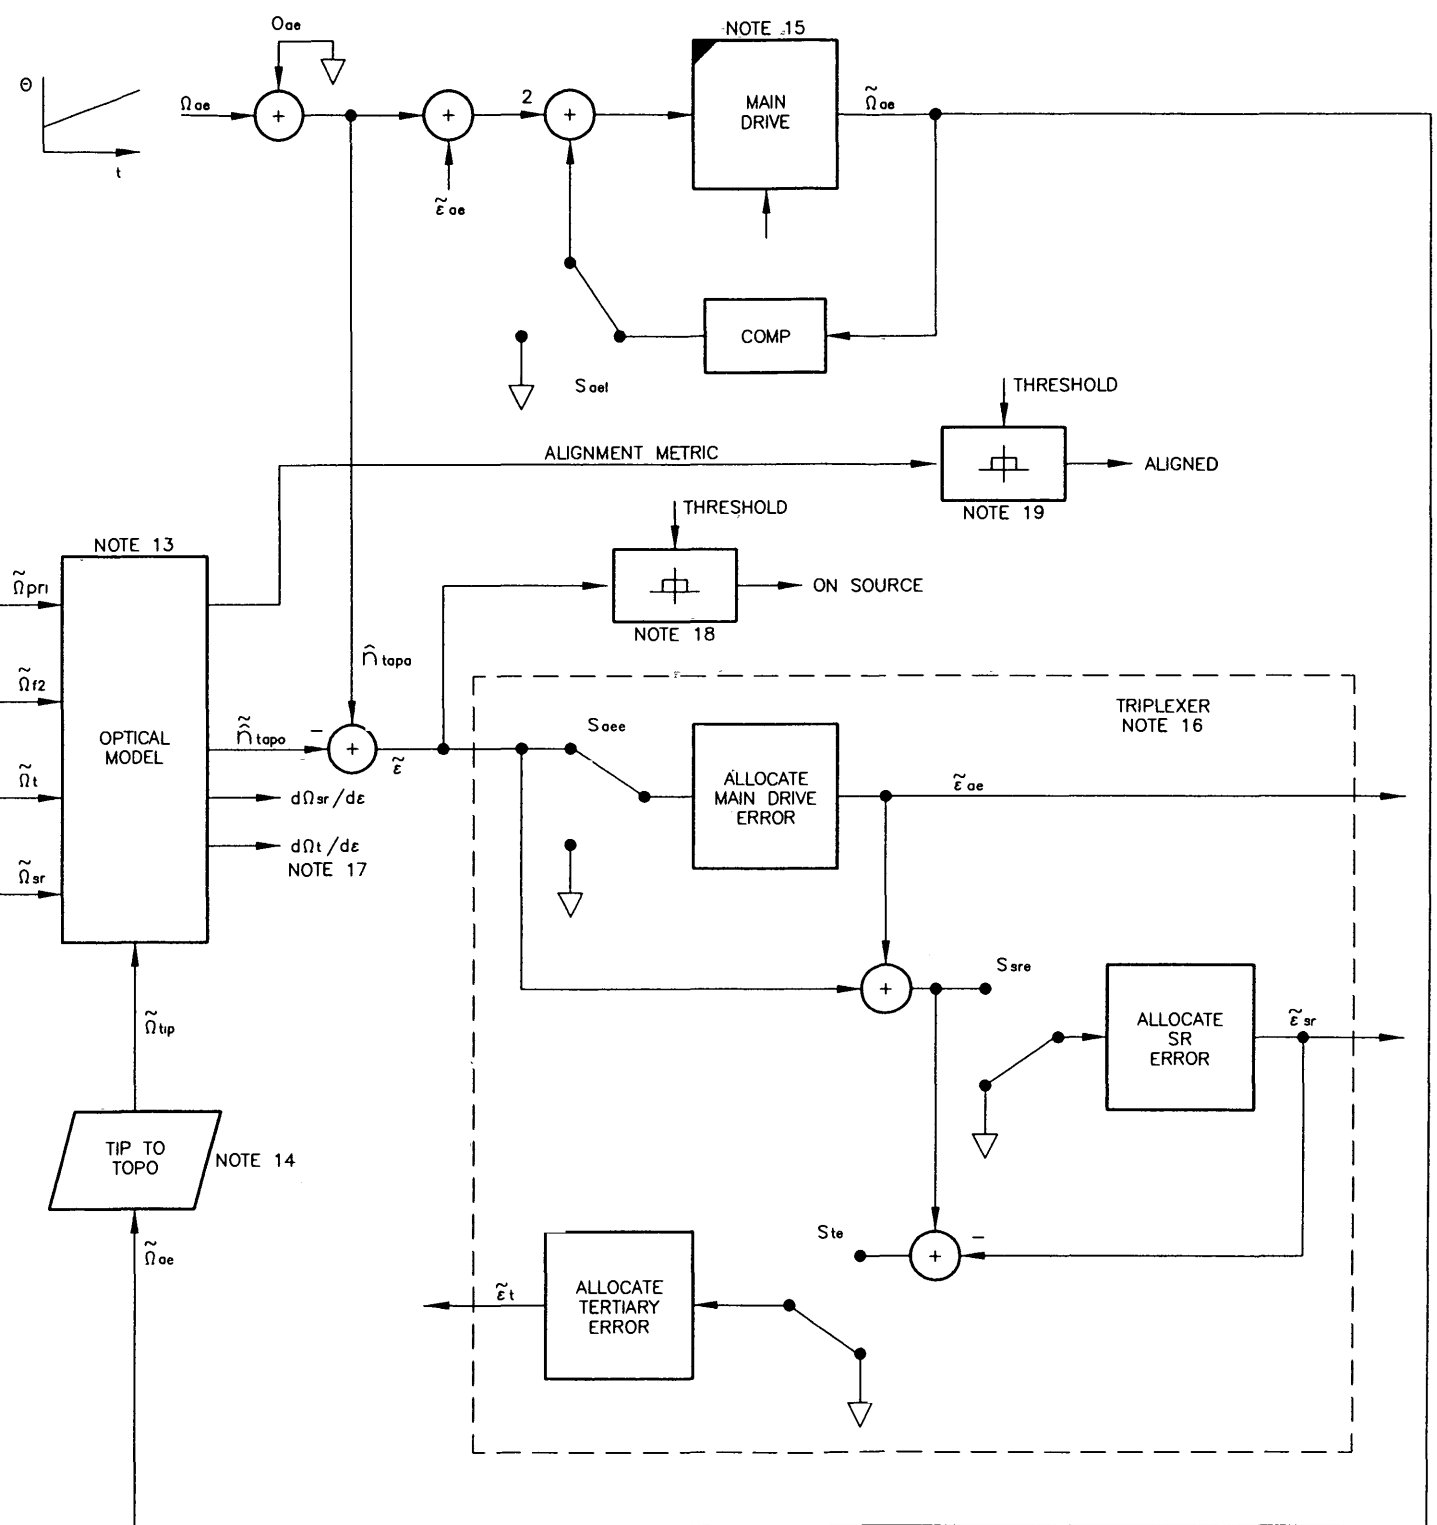 Oae
NOTE 15
Θ
t
Ωae
+
+
2
+
ε̃ae
MAIN
DRIVE
Ω̃ae
COMP
Sael
THRESHOLD
ALIGNMENT METRIC
ALIGNED
NOTE 19
THRESHOLD
ON SOURCE
NOTE 18
NOTE 13
Ω̃pri
Ω̃f2
Ω̃t
Ω̃sr
OPTICAL
MODEL
n̂tapo
ñ̂tapo
-
+
ε̃
dΩsr/dε
dΩt/dε
NOTE 17
TRIPLEXER
NOTE 16
Saee
ALLOCATE
MAIN DRIVE
ERROR
ε̃ae
+
Ssre
ALLOCATE
SR
ERROR
ε̃sr
Ω̃tip
TIP TO
TOPO
NOTE 14
Ω̃ae
Ste
+
-
ALLOCATE
TERTIARY
ERROR
ε̃t